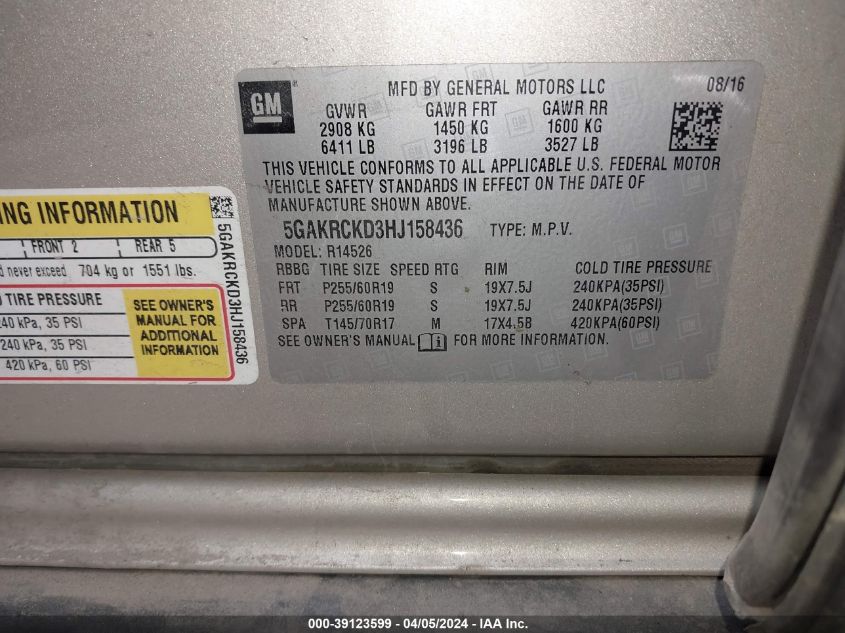 GM
MFD BY GENERAL MOTORS LLC 08/16
GVWR GAWR FRT GAWR RR
2908 KG 1450 KG 1600 KG
6411 LB 3196 LB 3527 LB
THIS VEHICLE CONFORMS TO ALL APPLICABLE U.S. FEDERAL MOTOR
VEHICLE SAFETY STANDARDS IN EFFECT ON THE DATE OF
MANUFACTURE SHOWN ABOVE.
5GAKRCKD3HJ158436 TYPE: M.P.V.
MODEL: R14526
RBBG TIRE SIZE SPEED RTG RIM COLD TIRE PRESSURE
FRT P255/60R19 S 19X7.5J 240KPA(35PSI)
RR P255/60R19 S 19X7.5J 240KPA(35PSI)
SPA T145/70R17 M 17X4.5B 420KPA(60PSI)
SEE OWNER'S MANUAL i FOR MORE INFORMATION.
INFORMATION
FRONT 2 REAR 5
never exceed 704 kg or 1551 lbs.
TIRE PRESSURE
240 kPa, 35 PSI
240 kPa, 35 PSI
420 kPa, 60 PSI
SEE OWNER'S
MANUAL FOR
ADDITIONAL
INFORMATION
5GAKRCKD3HJ158436
000-39123599 - 04/05/2024 - IAA Inc.